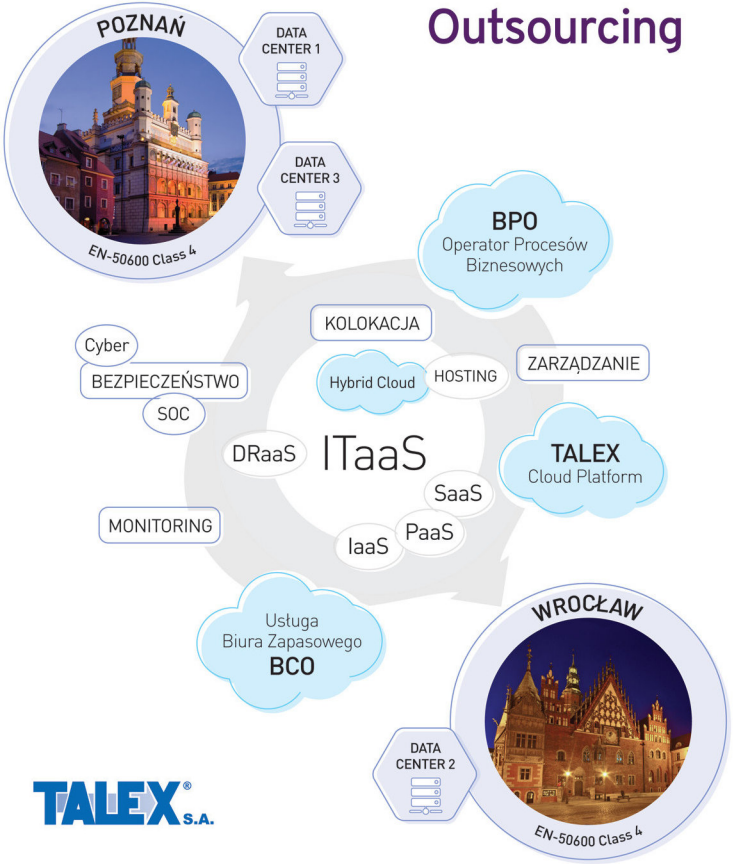 Outsourcing
POZNAŃ
DATA
CENTER 1
DATA
CENTER 3
EN-50600 Class 4
BPO
Operator Procesów
Biznesowych
KOLOKACJA
Cyber
BEZPIECZEŃSTWO
SOC
Hybrid Cloud
HOSTING
ZARZĄDZANIE
DRaaS
ITaaS
TALEX
Cloud Platform
SaaS
PaaS
IaaS
MONITORING
Usługa
Biura Zapasowego
BCO
WROCŁAW
DATA
CENTER 2
EN-50600 Class 4
TALEX®
S.A.